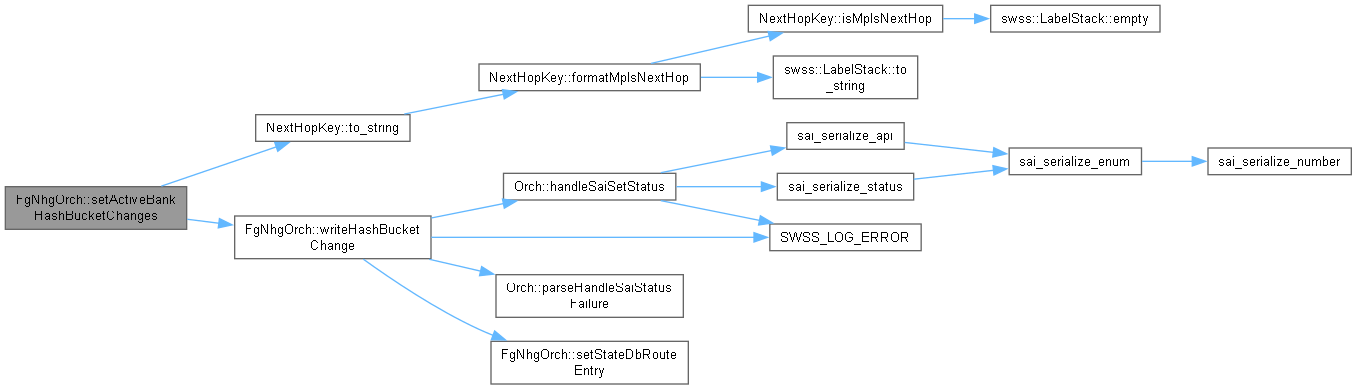 NextHopKey::isMplsNextHop
swss::LabelStack::empty
NextHopKey::formatMplsNextHop
swss::LabelStack::to
_string
NextHopKey::to_string
sai_serialize_api
sai_serialize_enum
sai_serialize_number
FgNhgOrch::setActiveBank
HashBucketChanges
Orch::handleSaiSetStatus
sai_serialize_status
FgNhgOrch::writeHashBucket
Change
SWSS_LOG_ERROR
Orch::parseHandleSaiStatus
Failure
FgNhgOrch::setStateDbRoute
Entry